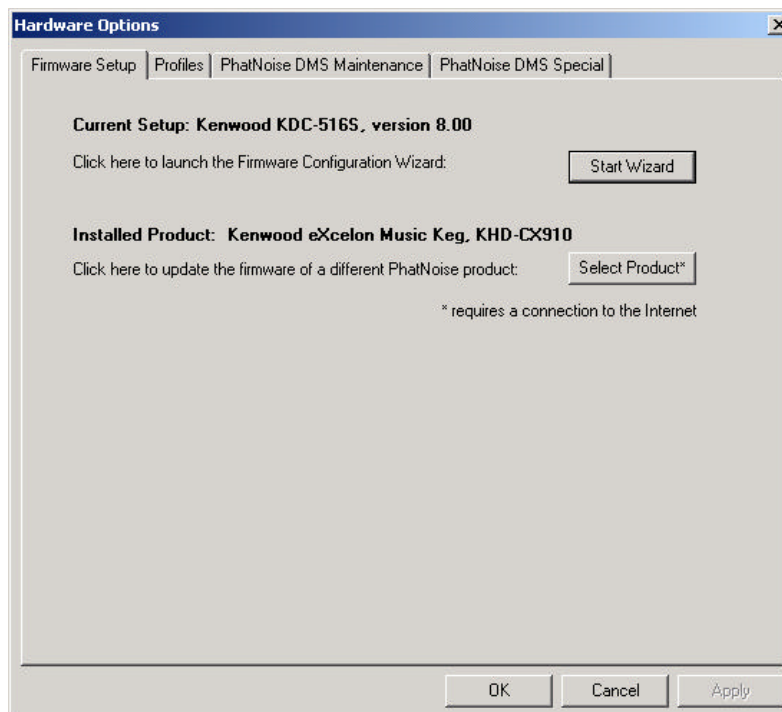 Hardware Options
Firmware Setup
Profiles
PhatNoise DMS Maintenance
PhatNoise DMS Special
Current Setup: Kenwood KDC-516S, version 8.00
Click here to launch the Firmware Configuration Wizard:
Start Wizard
Installed Product: Kenwood eXcelon Music Keg, KHD-CX910
Click here to update the firmware of a different PhatNoise product:
Select Product*
* requires a connection to the Internet
OK
Cancel
Apply